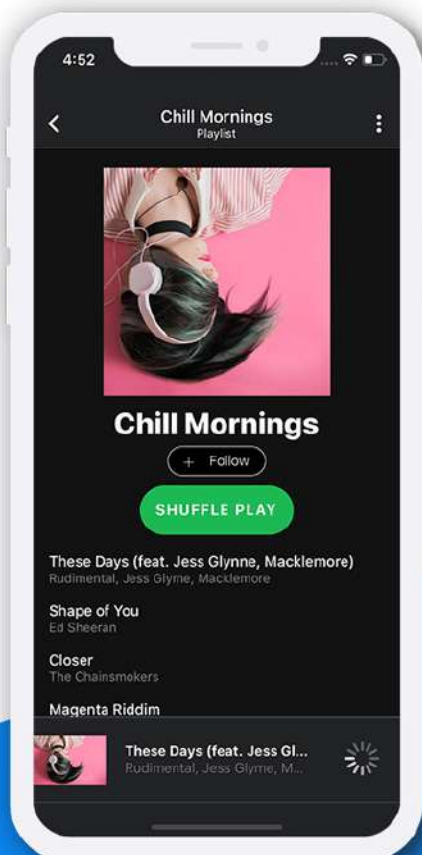 4:52
Chill Mornings
Playlist
Chill Mornings
+ Follow
SHUFFLE PLAY
These Days (feat. Jess Glynne, Macklemore)
Rudimental, Jess Glyme, Macklemore
Shape of You
Ed Sheeran
Closer
The Chainsmokers
Magenta Riddim
These Days (feat. Jess Gl...
Rudimental, Jess Glyme, M...